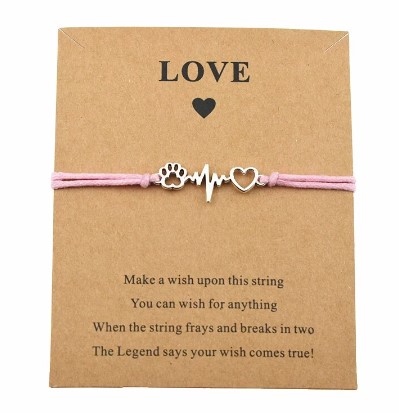 LOVE
Make a wish upon this string
You can wish for anything
When the string frays and breaks in two
The Legend says your wish comes true!